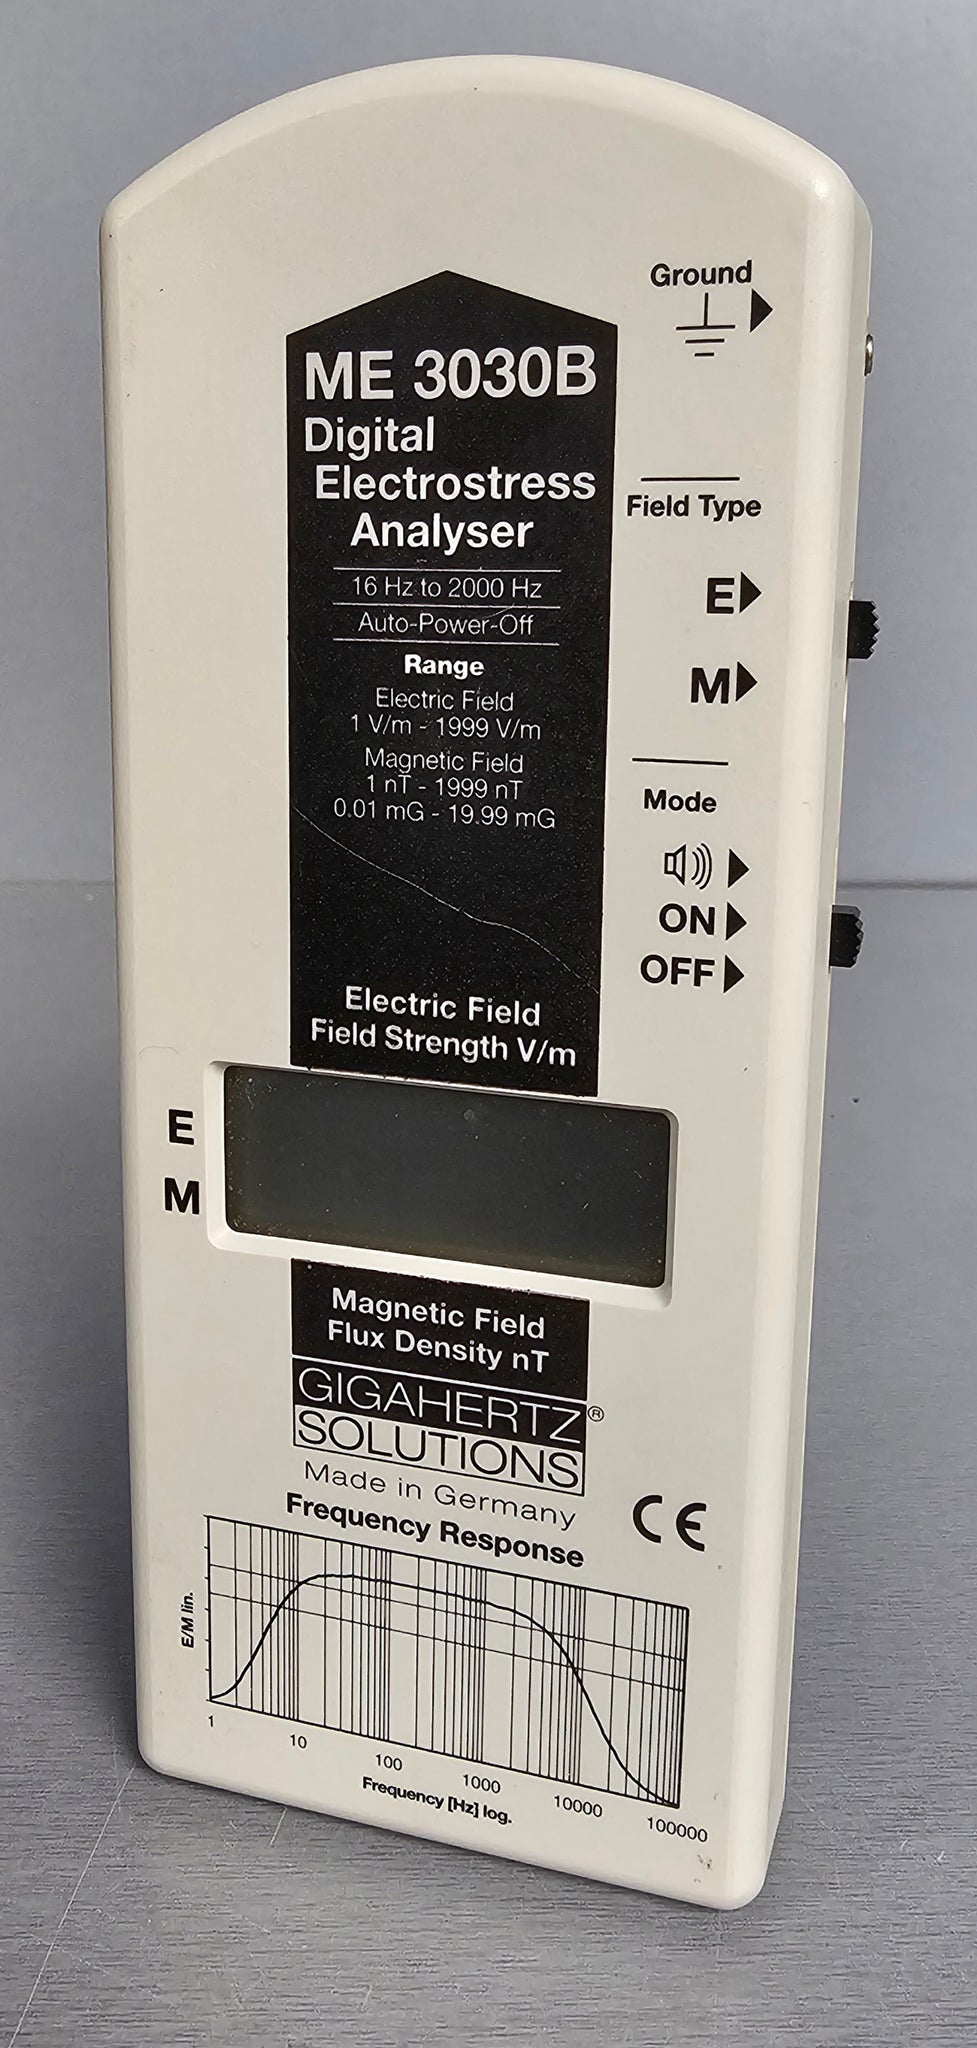 Ground
ME 3030B
Digital
Electrostress
Analyser
16 Hz to 2000 Hz
Auto-Power-Off
Range
Electric Field
1 V/m - 1999 V/m
Magnetic Field
1 nT - 1999 nT
0.01 mG - 19.99 mG
Field Type
E
M
Mode
ON
OFF
Electric Field
Field Strength V/m
E
M
Magnetic Field
Flux Density nT
GIGAHERTZ®
SOLUTIONS
Made in Germany
CE
Frequency Response
E/M lin.
1 10 100 1000 10000 100000
Frequency [Hz] log.